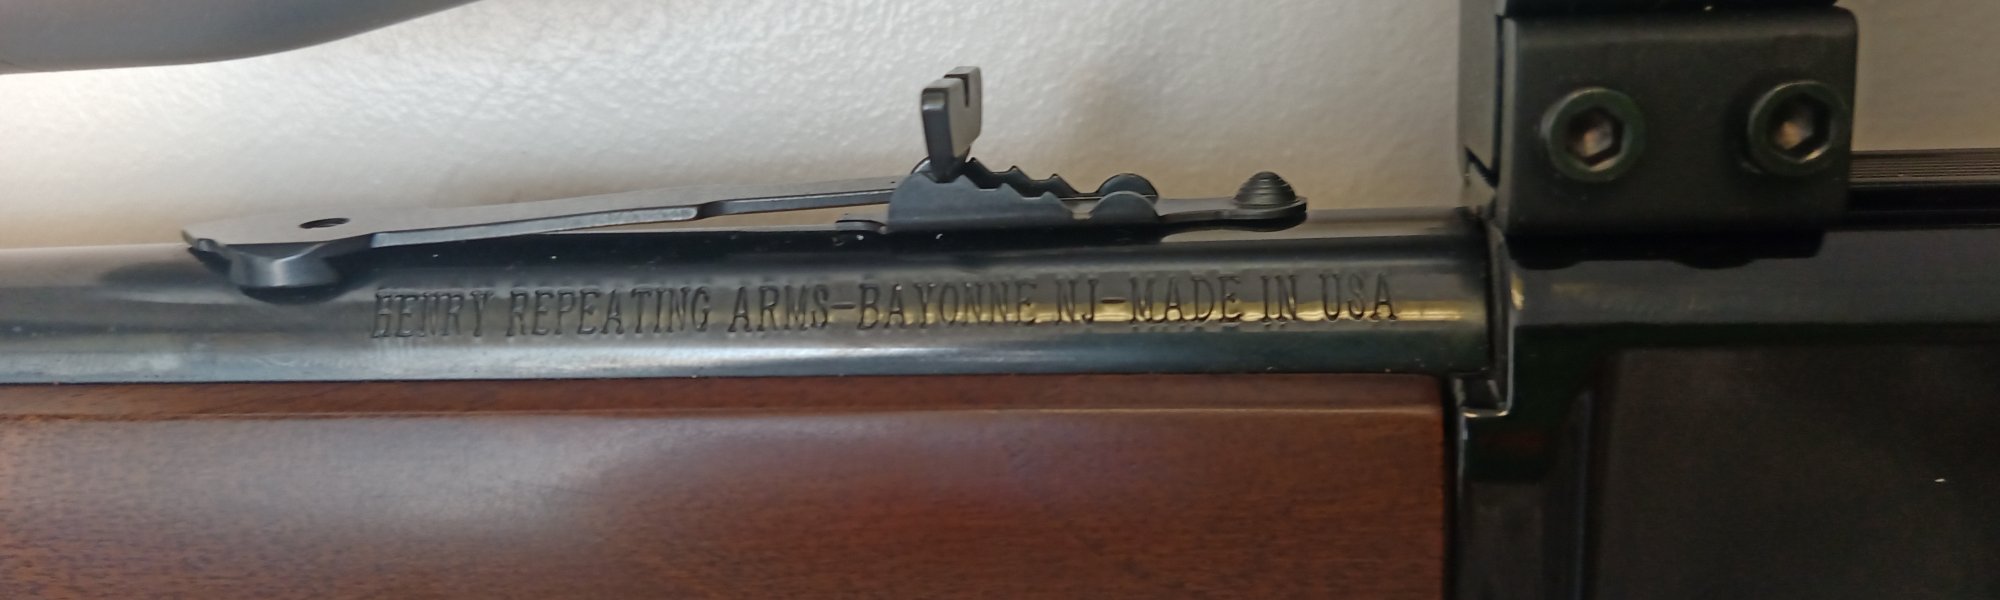 HENRY REPEATING ARMS-BAYONNE NJ-MADE IN USA